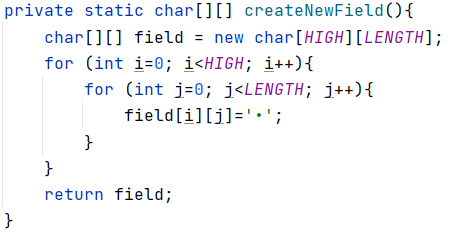 private static char[][] createNewField(){
    char[][] field = new char[HIGH][LENGTH];
    for (int i=0; i<HIGH; i++){
        for (int j=0; j<LENGTH; j++){
            field[i][j]='•';
        }
    }
    return field;
}